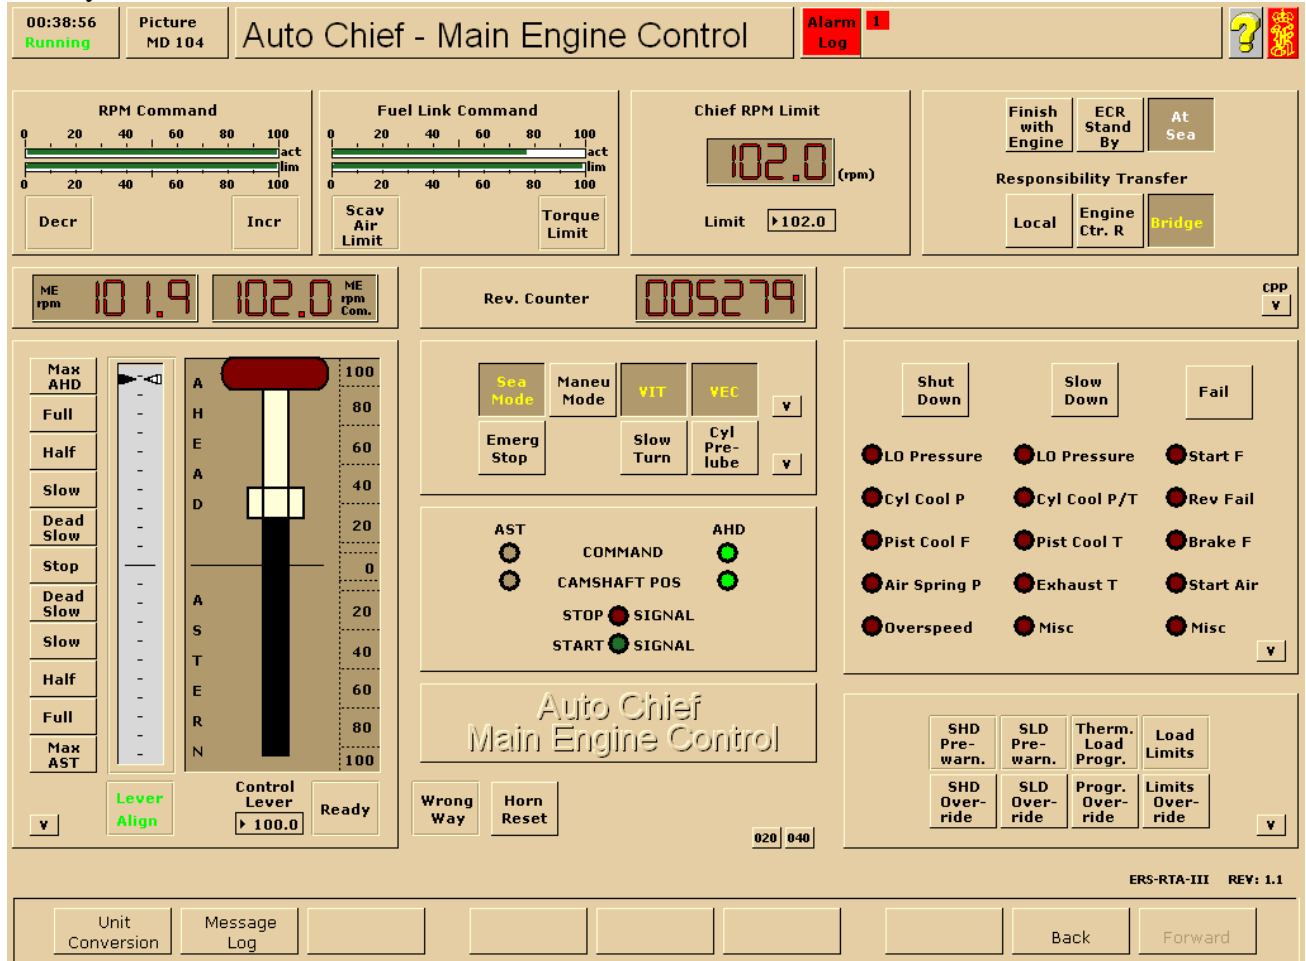 00:38:56
Running
Picture
MD 104
Auto Chief - Main Engine Control
Alarm
Log
1
?
RPM Command
0 20 40 60 80 100
act
lim
0 20 40 60 80 100
Decr
Incr
Fuel Link Command
0 20 40 60 80 100
act
lim
0 20 40 60 80 100
Scav
Air
Limit
Torque
Limit
Chief RPM Limit
102.0 (rpm)
Limit 102.0
Finish
with
Engine
ECR
Stand
By
At
Sea
Responsibility Transfer
Local
Engine
Ctr. R
Bridge
ME
rpm
101.9
102.0
ME
rpm
Com.
Rev. Counter
005279
CPP
V
Max
AHD
Full
Half
Slow
Dead
Slow
Stop
Dead
Slow
Slow
Half
Full
Max
AST
V
Lever
Align
A
H
E
A
D
A
S
T
E
R
N
100
80
60
40
20
0
20
40
60
80
100
Control
Lever
100.0
Ready
Sea
Mode
Maneu
Mode
VIT
VEC
V
Emerg
Stop
Slow
Turn
Cyl
Pre-
lube
V
AST AHD
COMMAND
CAMSHAFT POS
STOP SIGNAL
START SIGNAL
Auto Chief
Main Engine Control
Wrong
Way
Horn
Reset
020 040
Shut
Down
Slow
Down
Fail
LO Pressure LO Pressure Start F
Cyl Cool P Cyl Cool P/T Rev Fail
Pist Cool F Pist Cool T Brake F
Air Spring P Exhaust T Start Air
Overspeed Misc Misc
V
SHD
Pre-
warn.
SLD
Pre-
warn.
Therm.
Load
Progr.
Load
Limits
SHD
Over-
ride
SLD
Over-
ride
Progr.
Over-
ride
Limits
Over-
ride
V
ERS-RTA-III REV: 1.1
Unit
Conversion
Message
Log
Back
Forward